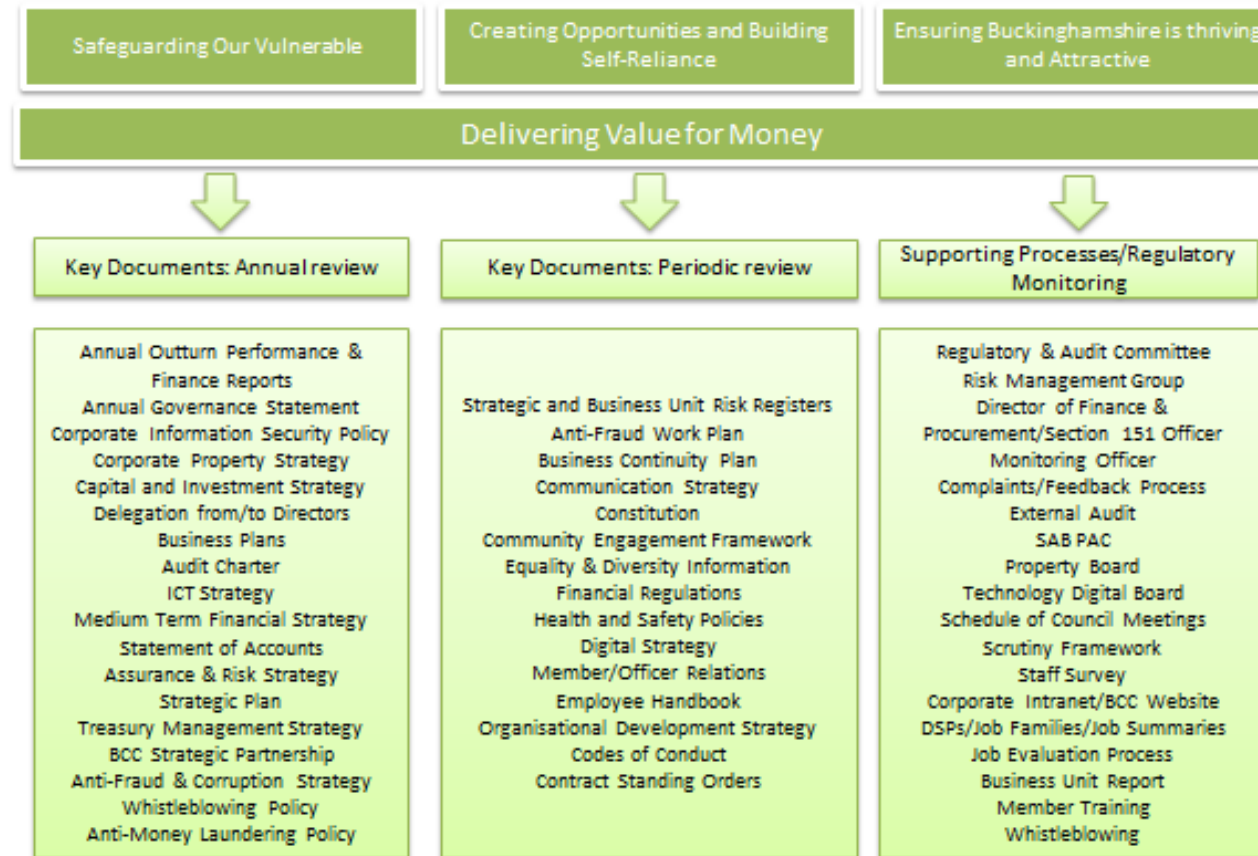 Safeguarding Our Vulnerable
Creating Opportunities and Building
Self-Reliance
Ensuring Buckinghamshire is thriving
and Attractive
Delivering Value for Money
Key Documents: Annual review
Annual Outturn Performance &
Finance Reports
Annual Governance Statement
Corporate Information Security Policy
Corporate Property Strategy
Capital and Investment Strategy
Delegation from/to Directors
Business Plans
Audit Charter
ICT Strategy
Medium Term Financial Strategy
Statement of Accounts
Assurance & Risk Strategy
Strategic Plan
Treasury Management Strategy
BCC Strategic Partnership
Anti-Fraud & Corruption Strategy
Whistleblowing Policy
Anti-Money Laundering Policy
Key Documents: Periodic review
Strategic and Business Unit Risk Registers
Anti-Fraud Work Plan
Business Continuity Plan
Communication Strategy
Constitution
Community Engagement Framework
Equality & Diversity Information
Financial Regulations
Health and Safety Policies
Digital Strategy
Member/Officer Relations
Employee Handbook
Organisational Development Strategy
Codes of Conduct
Contract Standing Orders
Supporting Processes/Regulatory
Monitoring
Regulatory & Audit Committee
Risk Management Group
Director of Finance &
Procurement/Section 151 Officer
Monitoring Officer
Complaints/Feedback Process
External Audit
SAB PAC
Property Board
Technology Digital Board
Schedule of Council Meetings
Scrutiny Framework
Staff Survey
Corporate Intranet/BCC Website
DSPs/Job Families/Job Summaries
Job Evaluation Process
Business Unit Report
Member Training
Whistleblowing